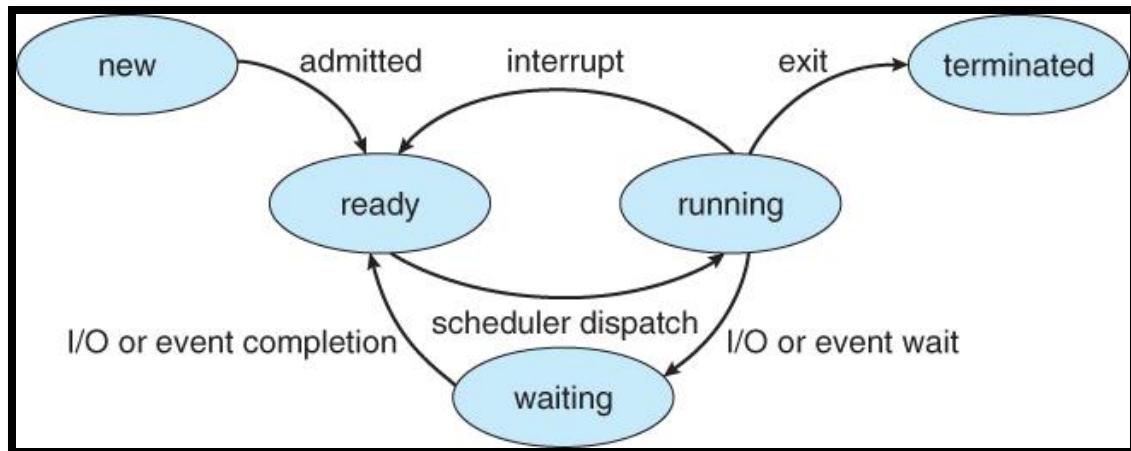 new
admitted
interrupt
exit
terminated
ready
running
scheduler dispatch
I/O or event completion
I/O or event wait
waiting